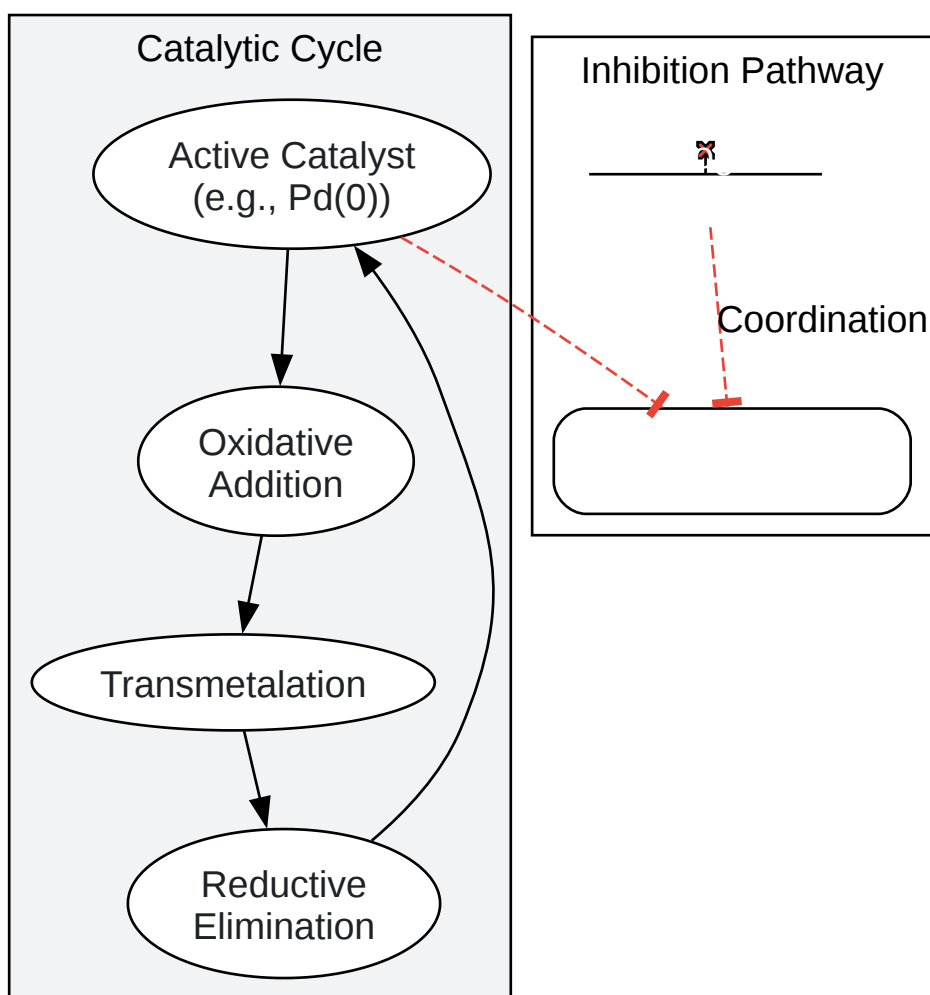 Catalytic Cycle
Active Catalyst
(e.g., Pd(0))
Oxidative
Addition
Transmetalation
Reductive
Elimination
Inhibition Pathway
Coordination